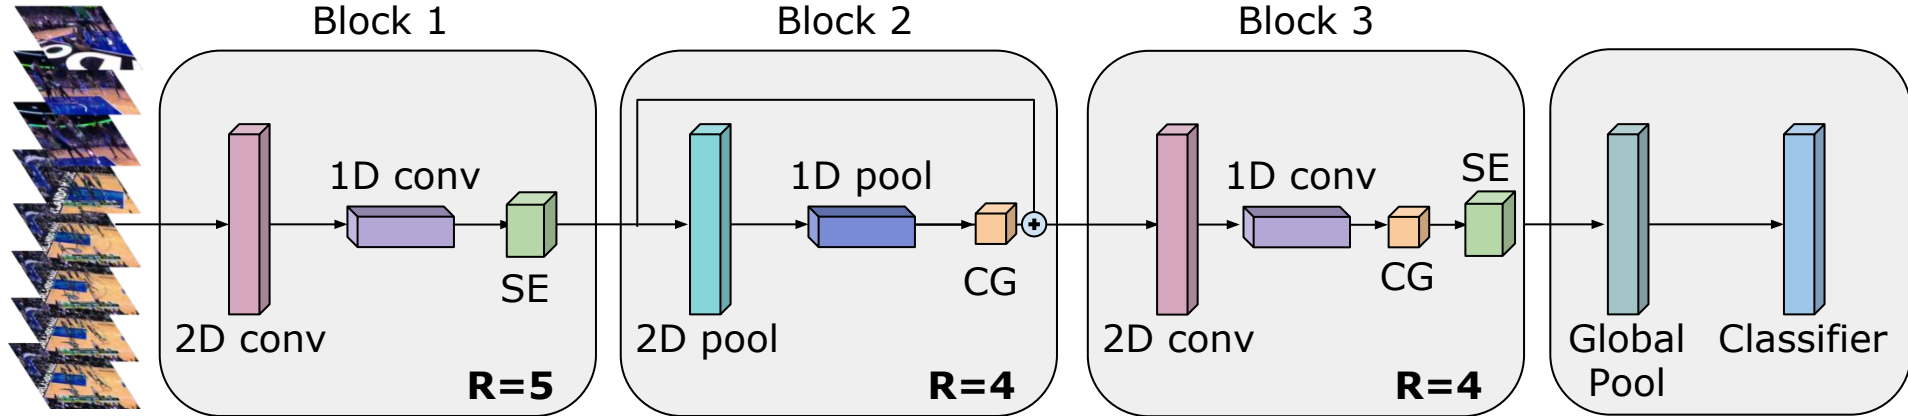 Block 1
Block 2
Block 3
1D conv
SE
2D conv
R=5
1D pool
CG
2D pool
R=4
1D conv
SE
CG
2D conv
R=4
Global
Pool
Classifier